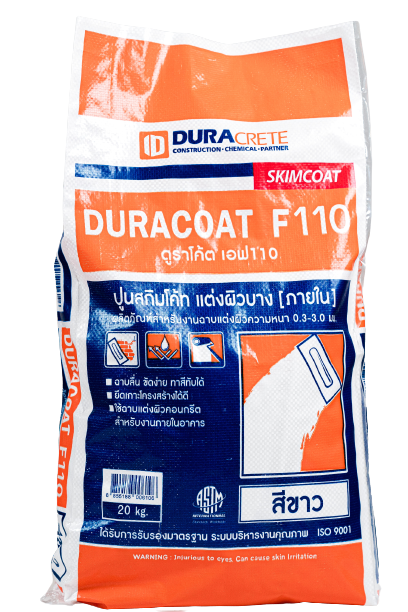 DURACRETE
CONSTRUCTION • CHEMICAL • PARTNER
SKIMCOAT
DURACOAT F110
ดูราโค้ต เอฟ110
ปูนสกิมโค้ท แต่งผิวบาง [ภายใน]
ผลิตภัณฑ์สำหรับงานฉาบแต่งผิวความหนา 0.3-3.0 มม.
ฉาบลื่น ขัดง่าย ทาสีทับได้
ยึดเกาะโครงสร้างได้ดี
ใช้ฉาบแต่งผิวคอนกรีต
สำหรับงานภายในอาคาร
DURACOAT F110
20 kg.
ASTM
INTERNATIONAL
สีขาว
ได้รับการรับรองมาตรฐาน ระบบบริหารงานคุณภาพ ISO 9001
WARNING : Insurious to eyes, Can cause skin irritation